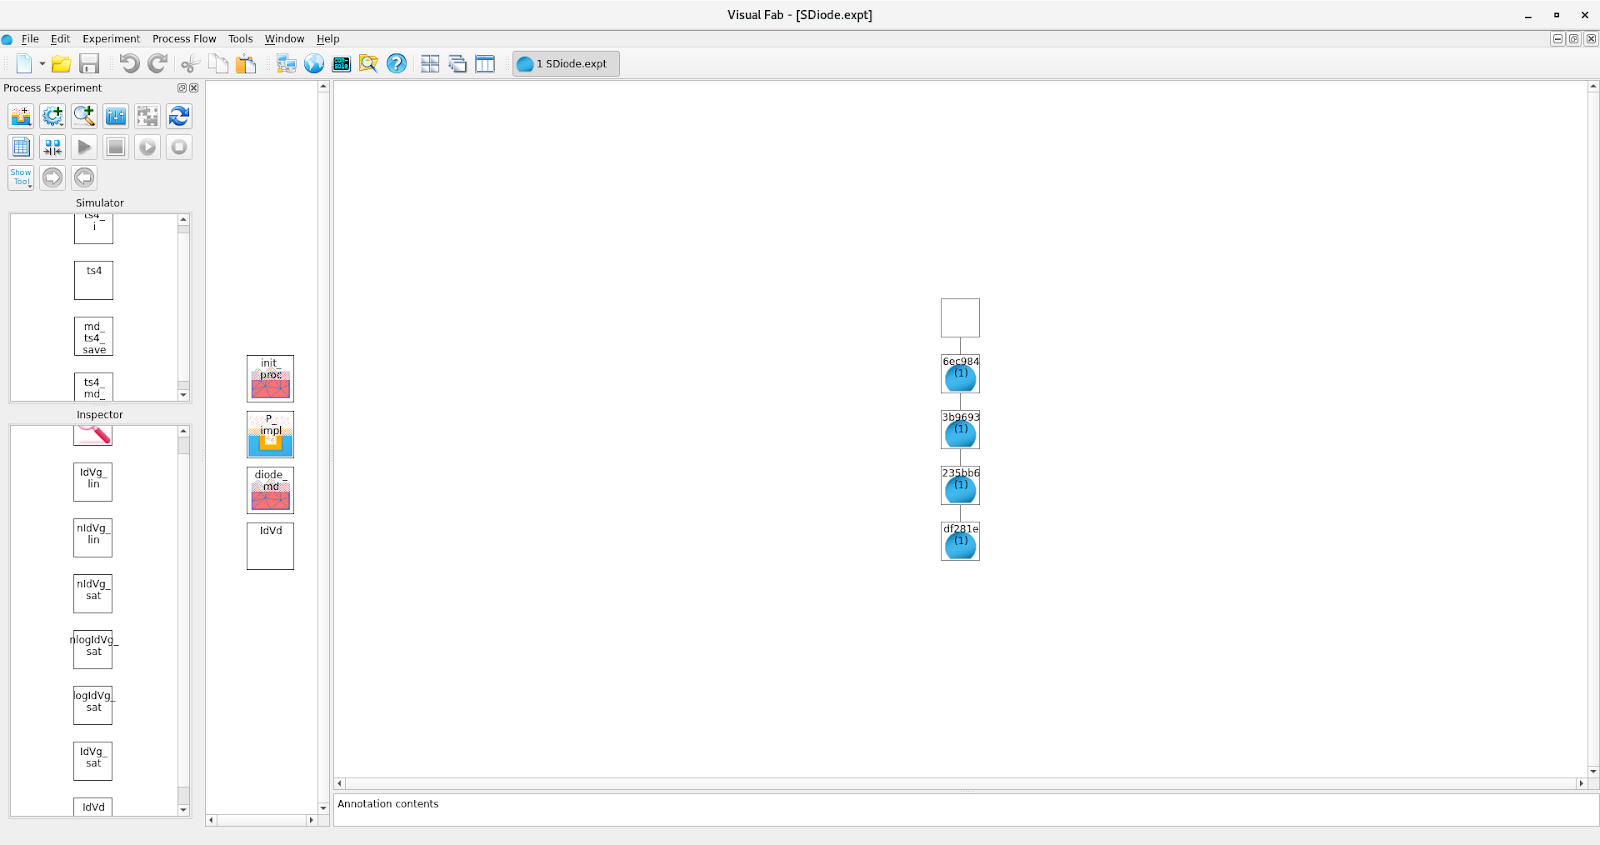 Visual Fab - [SDiode.expt]
File Edit Experiment Process Flow Tools Window Help
1 SDiode.expt
Process Experiment
Show
Tool
Simulator
ts4_
i
ts4
md_
ts4_
save
ts4_
md_
Inspector
IdVg_
lin
nIdVg_
lin
nIdVg_
sat
nlogIdVg_
sat
logIdVg_
sat
IdVg_
sat
IdVd
init_
proc
P_
impl
diode_
md
IdVd
6ec984
(1)
3b9693
(1)
235bb6
(1)
df281e
(1)
Annotation contents